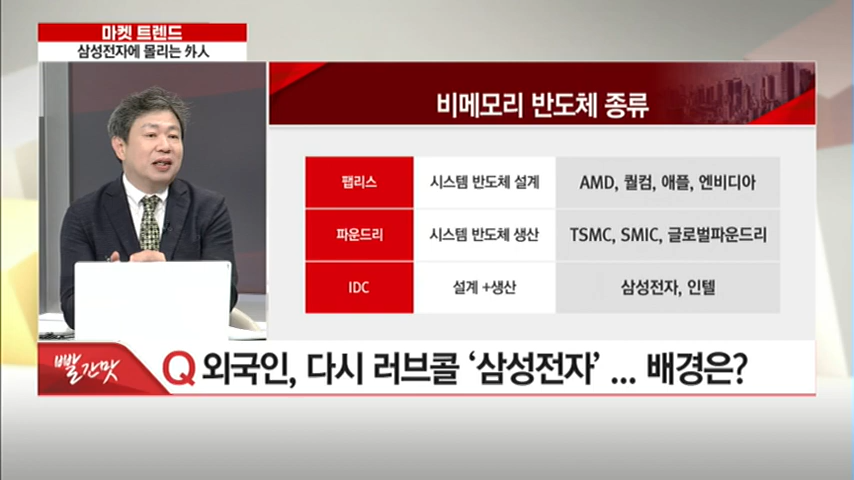 마켓 트렌드
삼성전자에 몰리는 外人
비메모리 반도체 종류
팹리스 시스템 반도체 설계 AMD, 퀄컴, 애플, 엔비디아
파운드리 시스템 반도체 생산 TSMC, SMIC, 글로벌파운드리
IDC 설계 +생산 삼성전자, 인텔
빨간맛 Q 외국인, 다시 러브콜 ‘삼성전자’ ... 배경은?